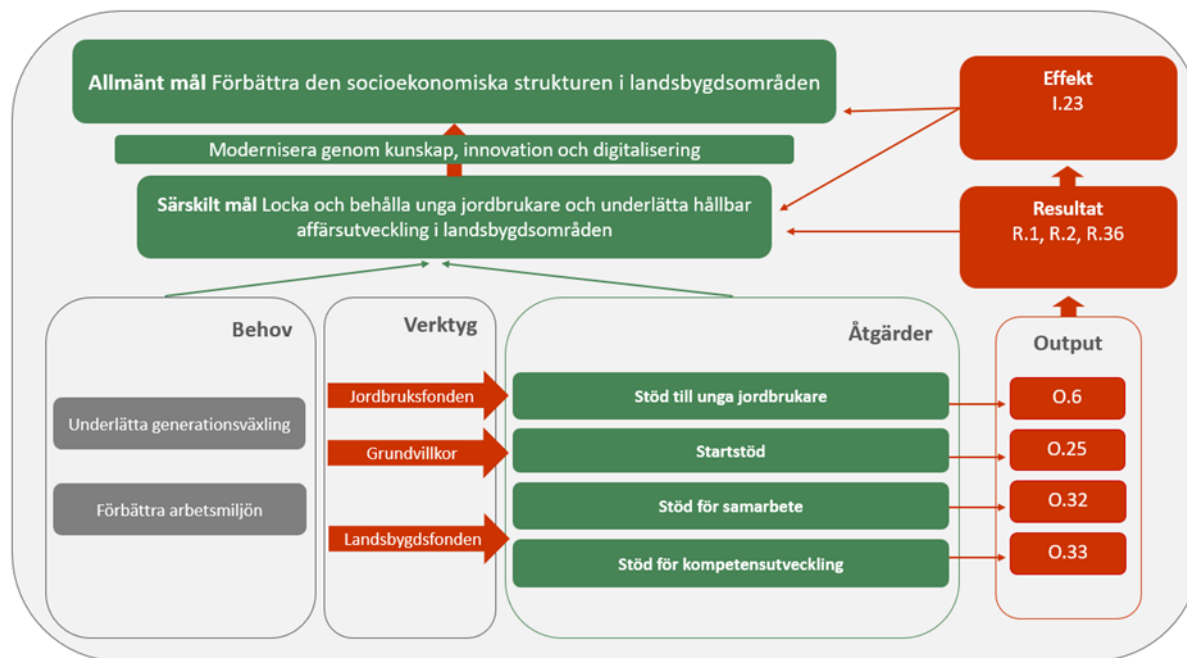 Allmänt mål Förbättra den socioekonomiska strukturen i landsbygdsområden
Effekt
I.23
Modernisera genom kunskap, innovation och digitalisering
Särskilt mål Locka och behålla unga jordbrukare och underlätta hållbar
affärsutveckling i landsbygdsområden
Resultat
R.1, R.2, R.36
Behov
Underlätta generationsväxling
Förbättra arbetsmiljön
Verktyg
Jordbruksfonden
Grundvillkor
Landsbygdsfonden
Åtgärder
Stöd till unga jordbrukare
Startstöd
Stöd för samarbete
Stöd för kompetensutveckling
Output
O.6
O.25
O.32
O.33